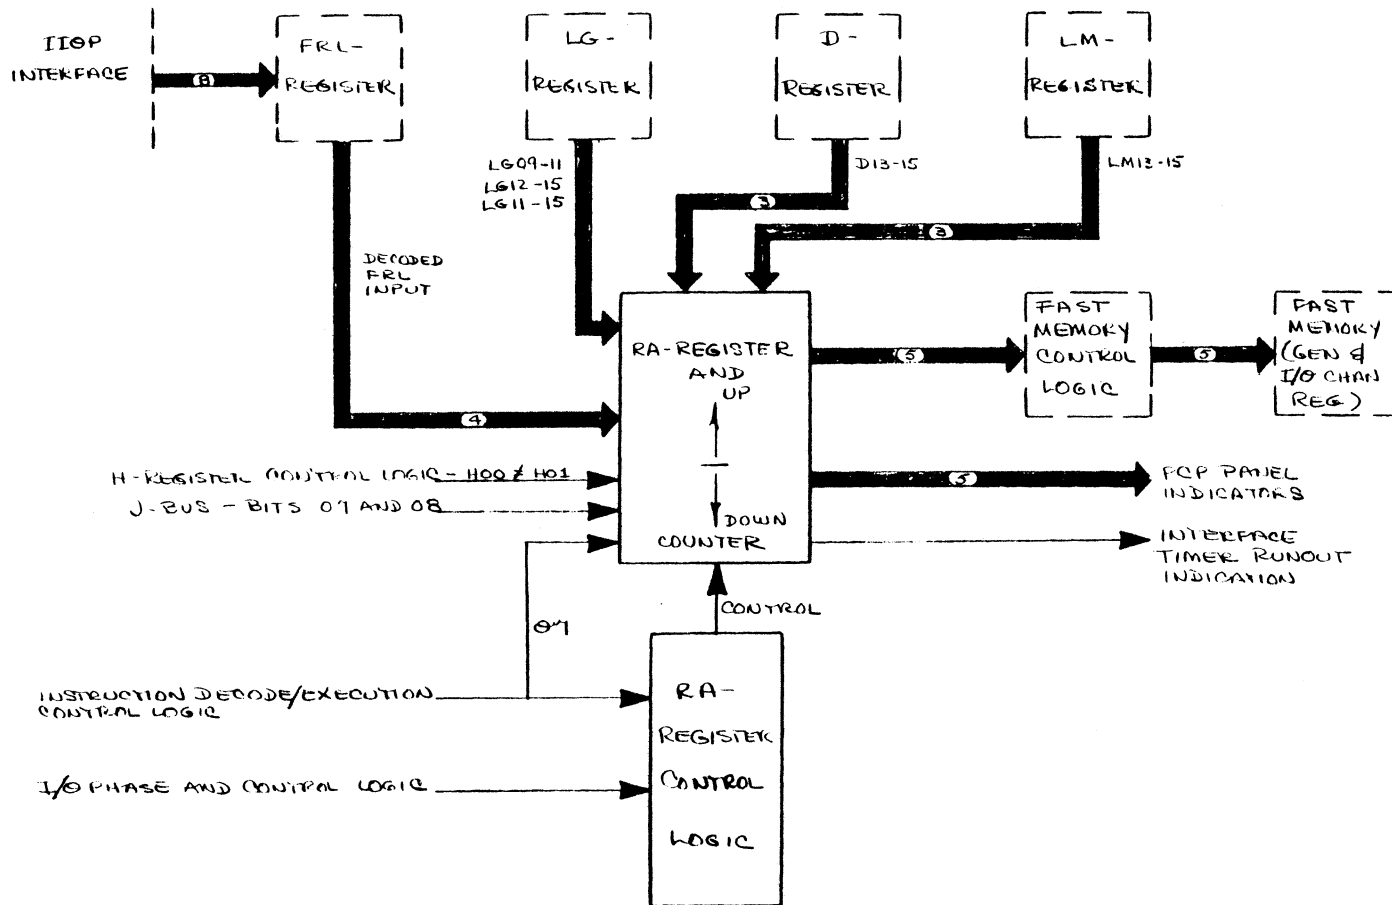 IIOP
INTERFACE
8
FRL-
REGISTER
LG-
REGISTER
D-
REGISTER
LM-
REGISTER
LG09-11
LG12-15
LG11-15
D13-15
LM13-15
3
3
DECODED
FRL
INPUT
4
RA-REGISTER
AND
UP
DOWN
COUNTER
5
FAST
MEMORY
CONTROL
LOGIC
5
FAST
MEMORY
(GEN &
I/O CHAN
REG)
H-REGISTER CONTROL LOGIC - H00 & H01
J-BUS - BITS 07 AND 08
5
PCP PANEL
INDICATORS
INTERFACE
TIMER RUNOUT
INDICATION
CONTROL
O7
INSTRUCTION DECODE/EXECUTION
CONTROL LOGIC
I/O PHASE AND CONTROL LOGIC
RA-
REGISTER
CONTROL
LOGIC